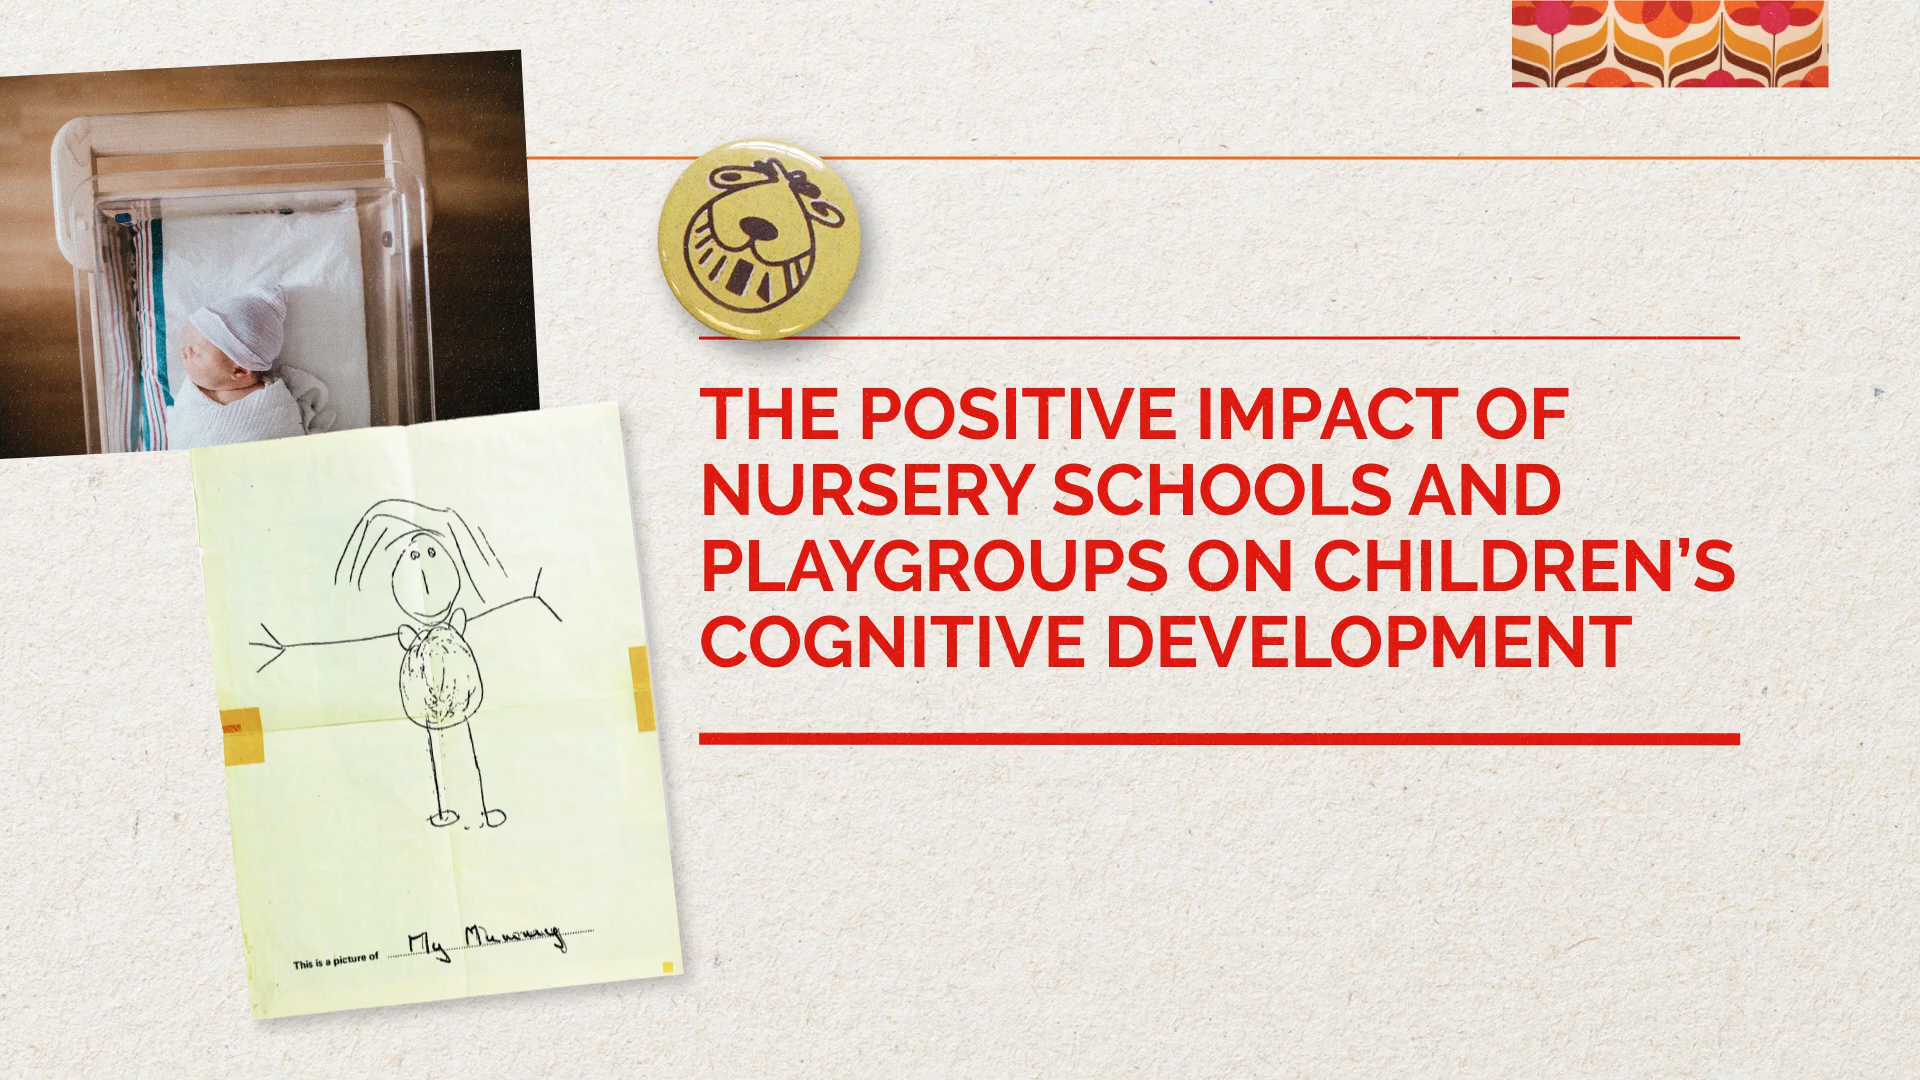 THE POSITIVE IMPACT OF
NURSERY SCHOOLS AND
PLAYGROUPS ON CHILDREN’S
COGNITIVE DEVELOPMENT
This is a picture of My Mummy